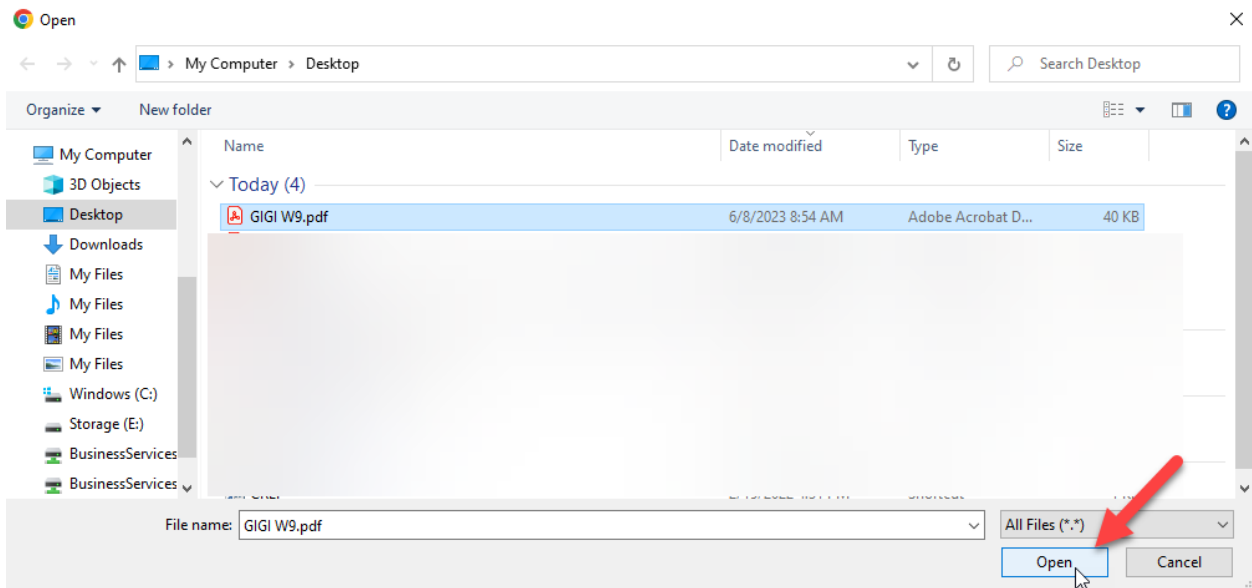 Open
My Computer > Desktop
Search Desktop
Organize
New folder
Name
Date modified
Type
Size
My Computer
3D Objects
Desktop
Downloads
My Files
My Files
My Files
My Files
Windows (C:)
Storage (E:)
BusinessServices
BusinessServices
Today (4)
GIGI W9.pdf 6/8/2023 8:54 AM Adobe Acrobat D... 40 KB
File name: GIGI W9.pdf
All Files (*.*)
Open
Cancel